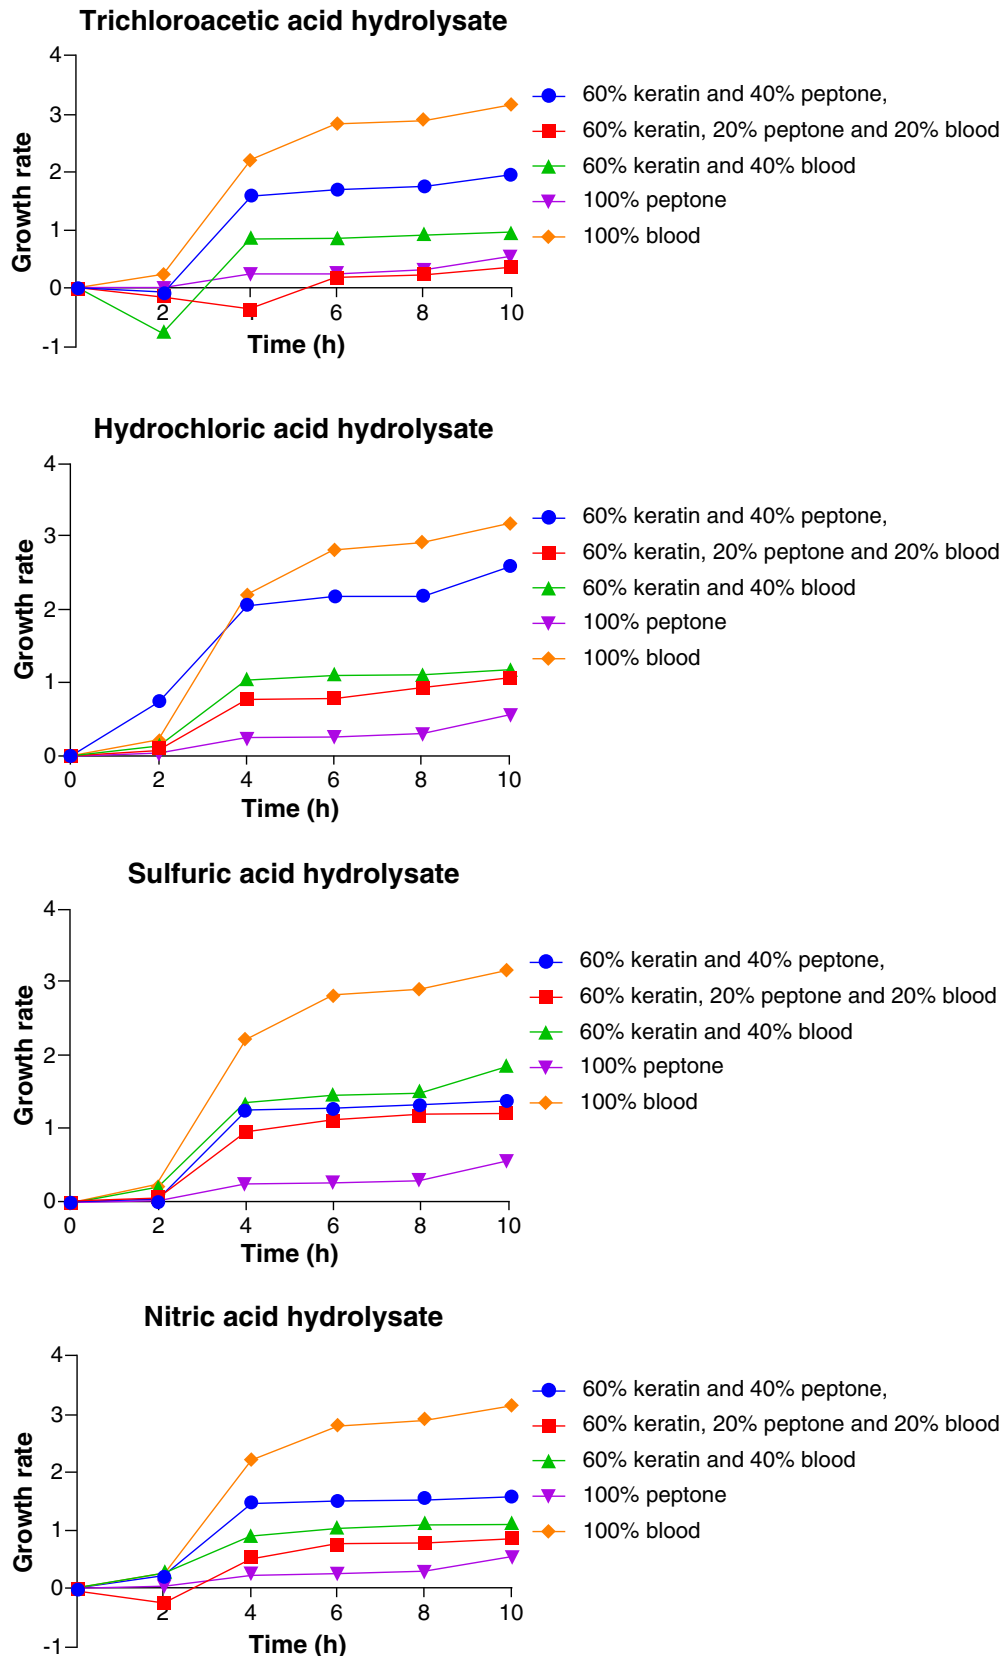 Trichloroacetic acid hydrolysate
4
3
2
1
0
-1
Growth rate
2
4
6
8
10
Time (h)
60% keratin and 40% peptone,
60% keratin, 20% peptone and 20% blood
60% keratin and 40% blood
100% peptone
100% blood
Hydrochloric acid hydrolysate
4
3
2
1
0
Growth rate
0
2
4
6
8
10
Time (h)
60% keratin and 40% peptone,
60% keratin, 20% peptone and 20% blood
60% keratin and 40% blood
100% peptone
100% blood
Sulfuric acid hydrolysate
4
3
2
1
0
Growth rate
0
2
4
6
8
10
Time (h)
60% keratin and 40% peptone,
60% keratin, 20% peptone and 20% blood
60% keratin and 40% blood
100% peptone
100% blood
Nitric acid hydrolysate
4
3
2
1
0
-1
Growth rate
2
4
6
8
10
Time (h)
60% keratin and 40% peptone,
60% keratin, 20% peptone and 20% blood
60% keratin and 40% blood
100% peptone
100% blood